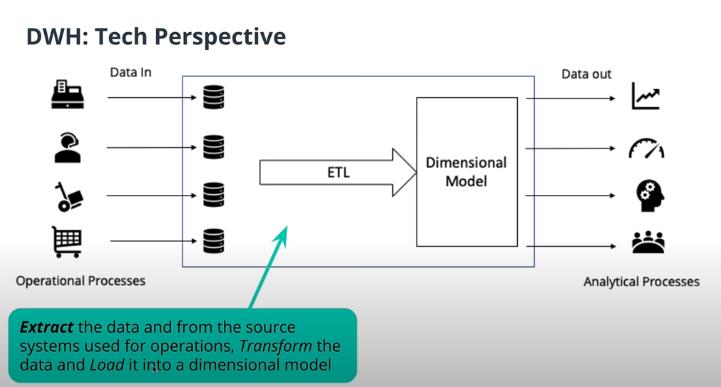 DWH: Tech Perspective
Data In
Data out
ETL
Dimensional
Model
Operational Processes
Analytical Processes
Extract the data and from the source
systems used for operations, Transform the
data and Load it into a dimensional model